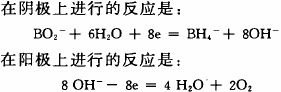 在阴极上进行的反应是：
BO₂⁻ + 6H₂O + 8e = BH₄⁻ + 8OH⁻
在阳极上进行的反应是：
8 OH⁻ − 8e = 4 H₂O + 2O₂